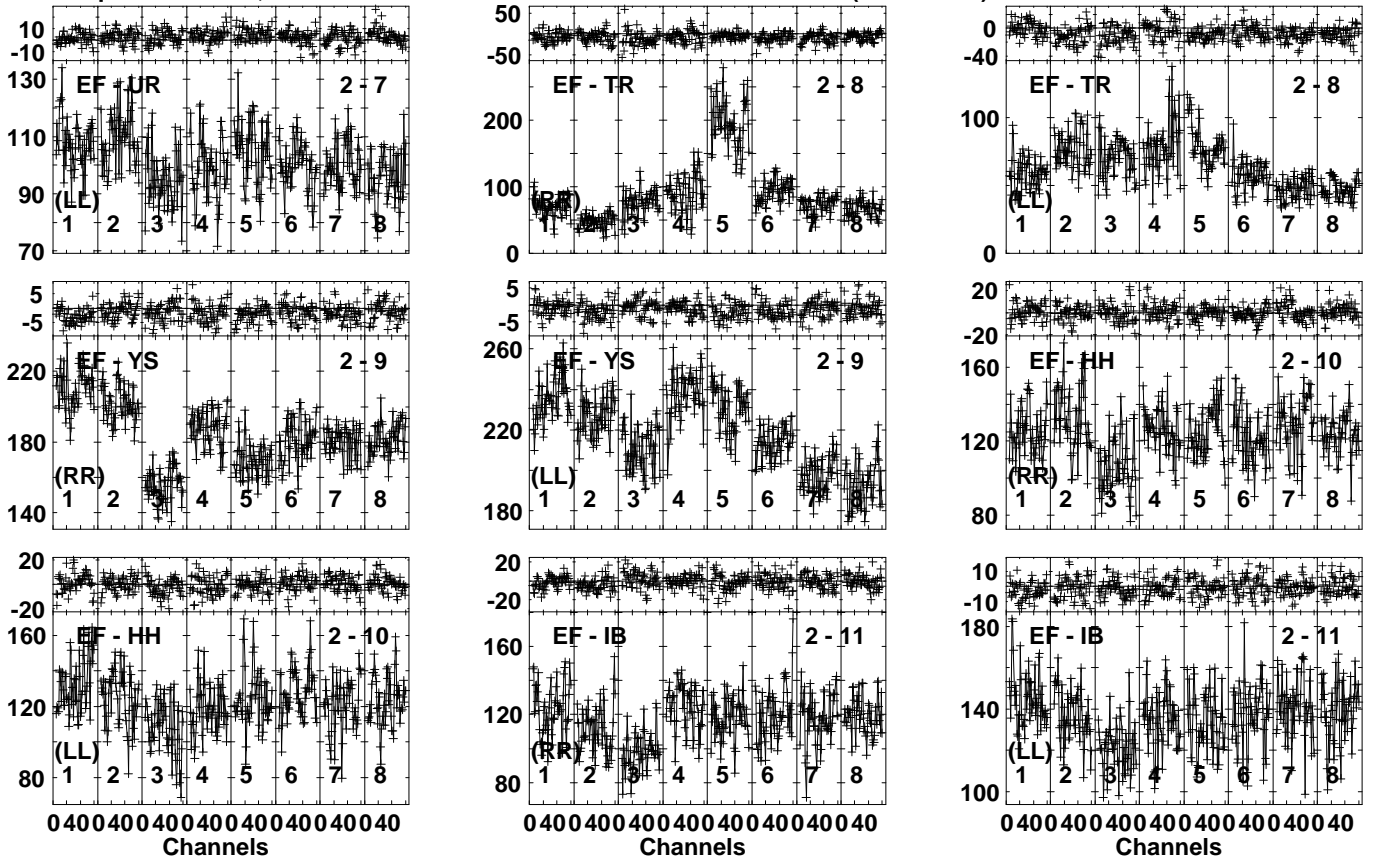 10 50 0
-10 -50 -40
130 EF - UR 2 - 7 EF - TR 2 - 8 EF - TR 2 - 8
110 200 100
90 100
(LL) (RR) (LL)
1 2 3 4 5 6 7 8 1 2 3 4 5 6 7 8 1 2 3 4 5 6 7 8
70 0 0
5 5 20
-5 -5 -20
220 EF - YS 2 - 9 260 EF - YS 2 - 9 160 EF - HH 2 - 10
180 220 120
(RR) (LL) (RR)
1 2 3 4 5 6 7 8 1 2 3 4 5 6 7 8 1 2 3 4 5 6 7 8
140 180 80
20 20 10
-20 -20 -10
160 EF - HH 2 - 10 160 EF - IB 2 - 11 180 EF - IB 2 - 11
120 120 140
(LL) (RR) (LL)
1 2 3 4 5 6 7 8 1 2 3 4 5 6 7 8 1 2 3 4 5 6 7 8
80 80 100
0 40 0 40 0 40 0 40 0 40 0 40 0 40 0 40 0 40 0 40 0 40 0 40 0 40 0 40 0 40 0 40 0 40 0 40 0 40 0 40 0 40 0 40 0 40 0 40
Channels Channels Channels